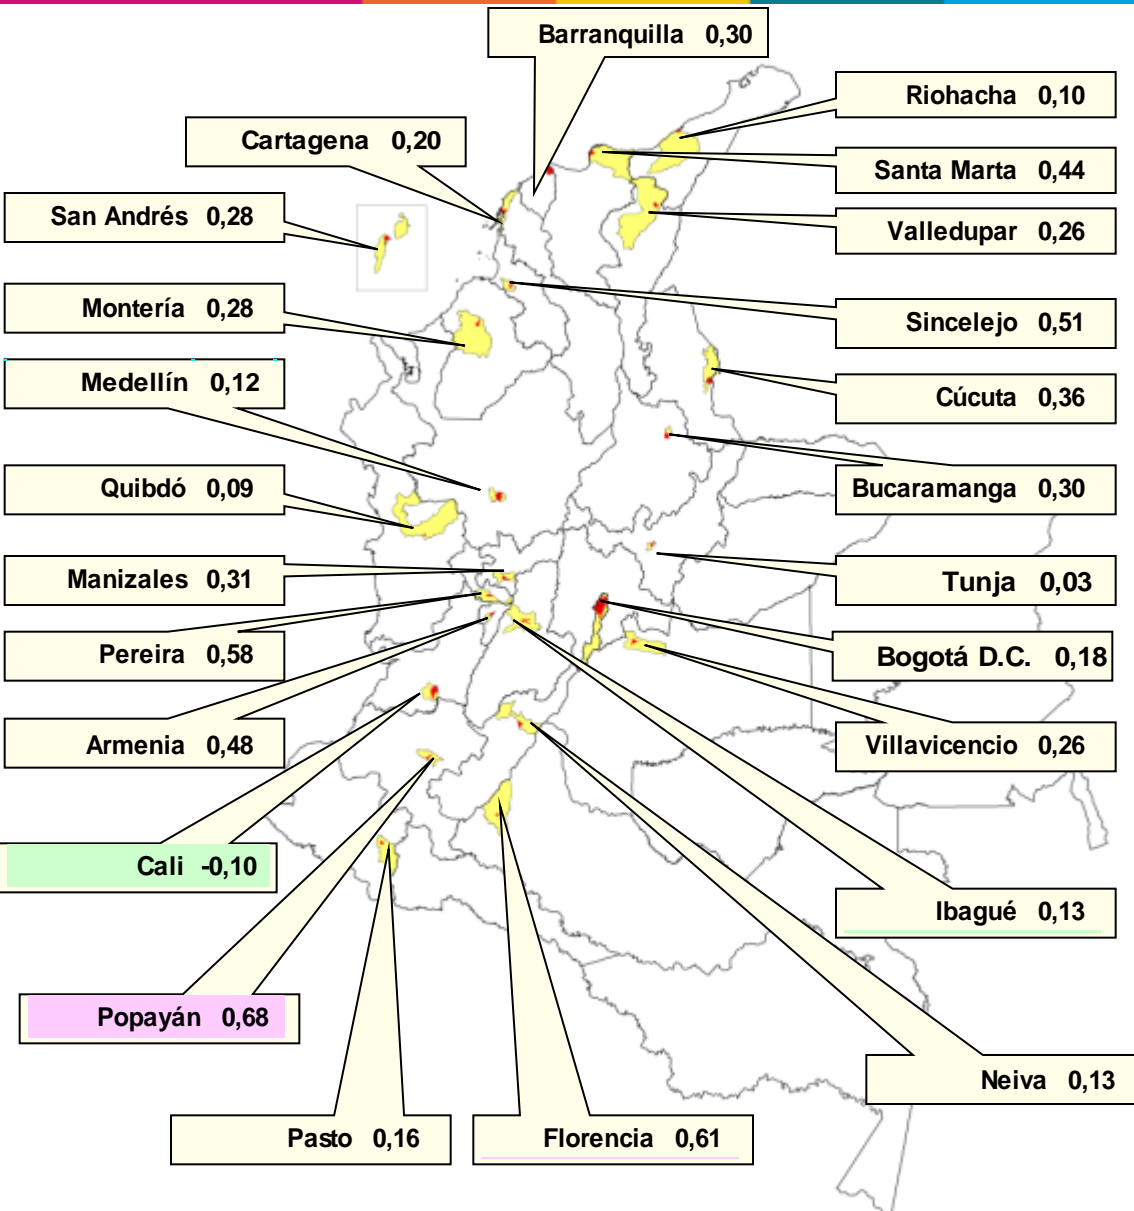 Barranquilla 0,30
Riohacha 0,10
Cartagena 0,20
Santa Marta 0,44
San Andrés 0,28
Valledupar 0,26
Montería 0,28
Sincelejo 0,51
Medellín 0,12
Cúcuta 0,36
Quibdó 0,09
Bucaramanga 0,30
Manizales 0,31
Tunja 0,03
Pereira 0,58
Bogotá D.C. 0,18
Armenia 0,48
Villavicencio 0,26
Cali -0,10
Ibagué 0,13
Popayán 0,68
Neiva 0,13
Pasto 0,16
Florencia 0,61